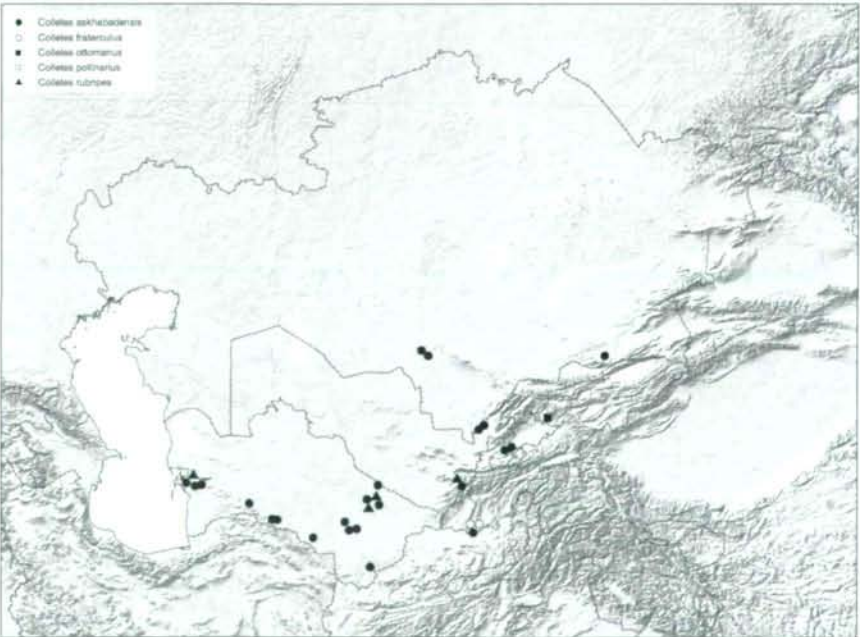 Colletes askhabadensis
Colletes fraterculus
Colletes ottomanus
Colletes pollinarius
Colletes rubripes